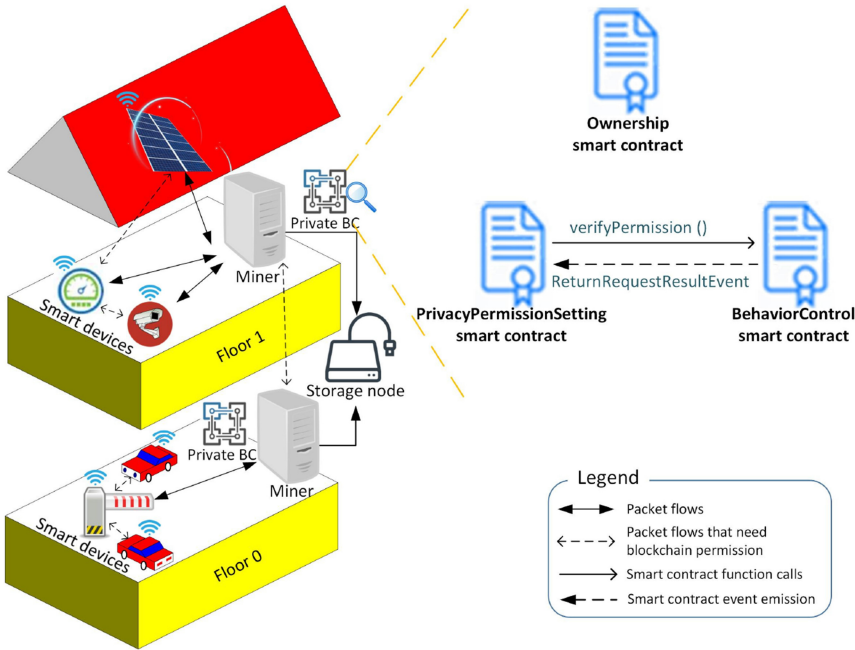 Ownership
smart contract
Private BC
Miner
verifyPermission ()
ReturnRequestResultEvent
PrivacyPermissionSetting
smart contract
BehaviorControl
smart contract
Smart devices
Floor 1
Storage node
Private BC
Miner
Smart devices
Floor 0
Legend
Packet flows
Packet flows that need
blockchain permission
Smart contract function calls
Smart contract event emission